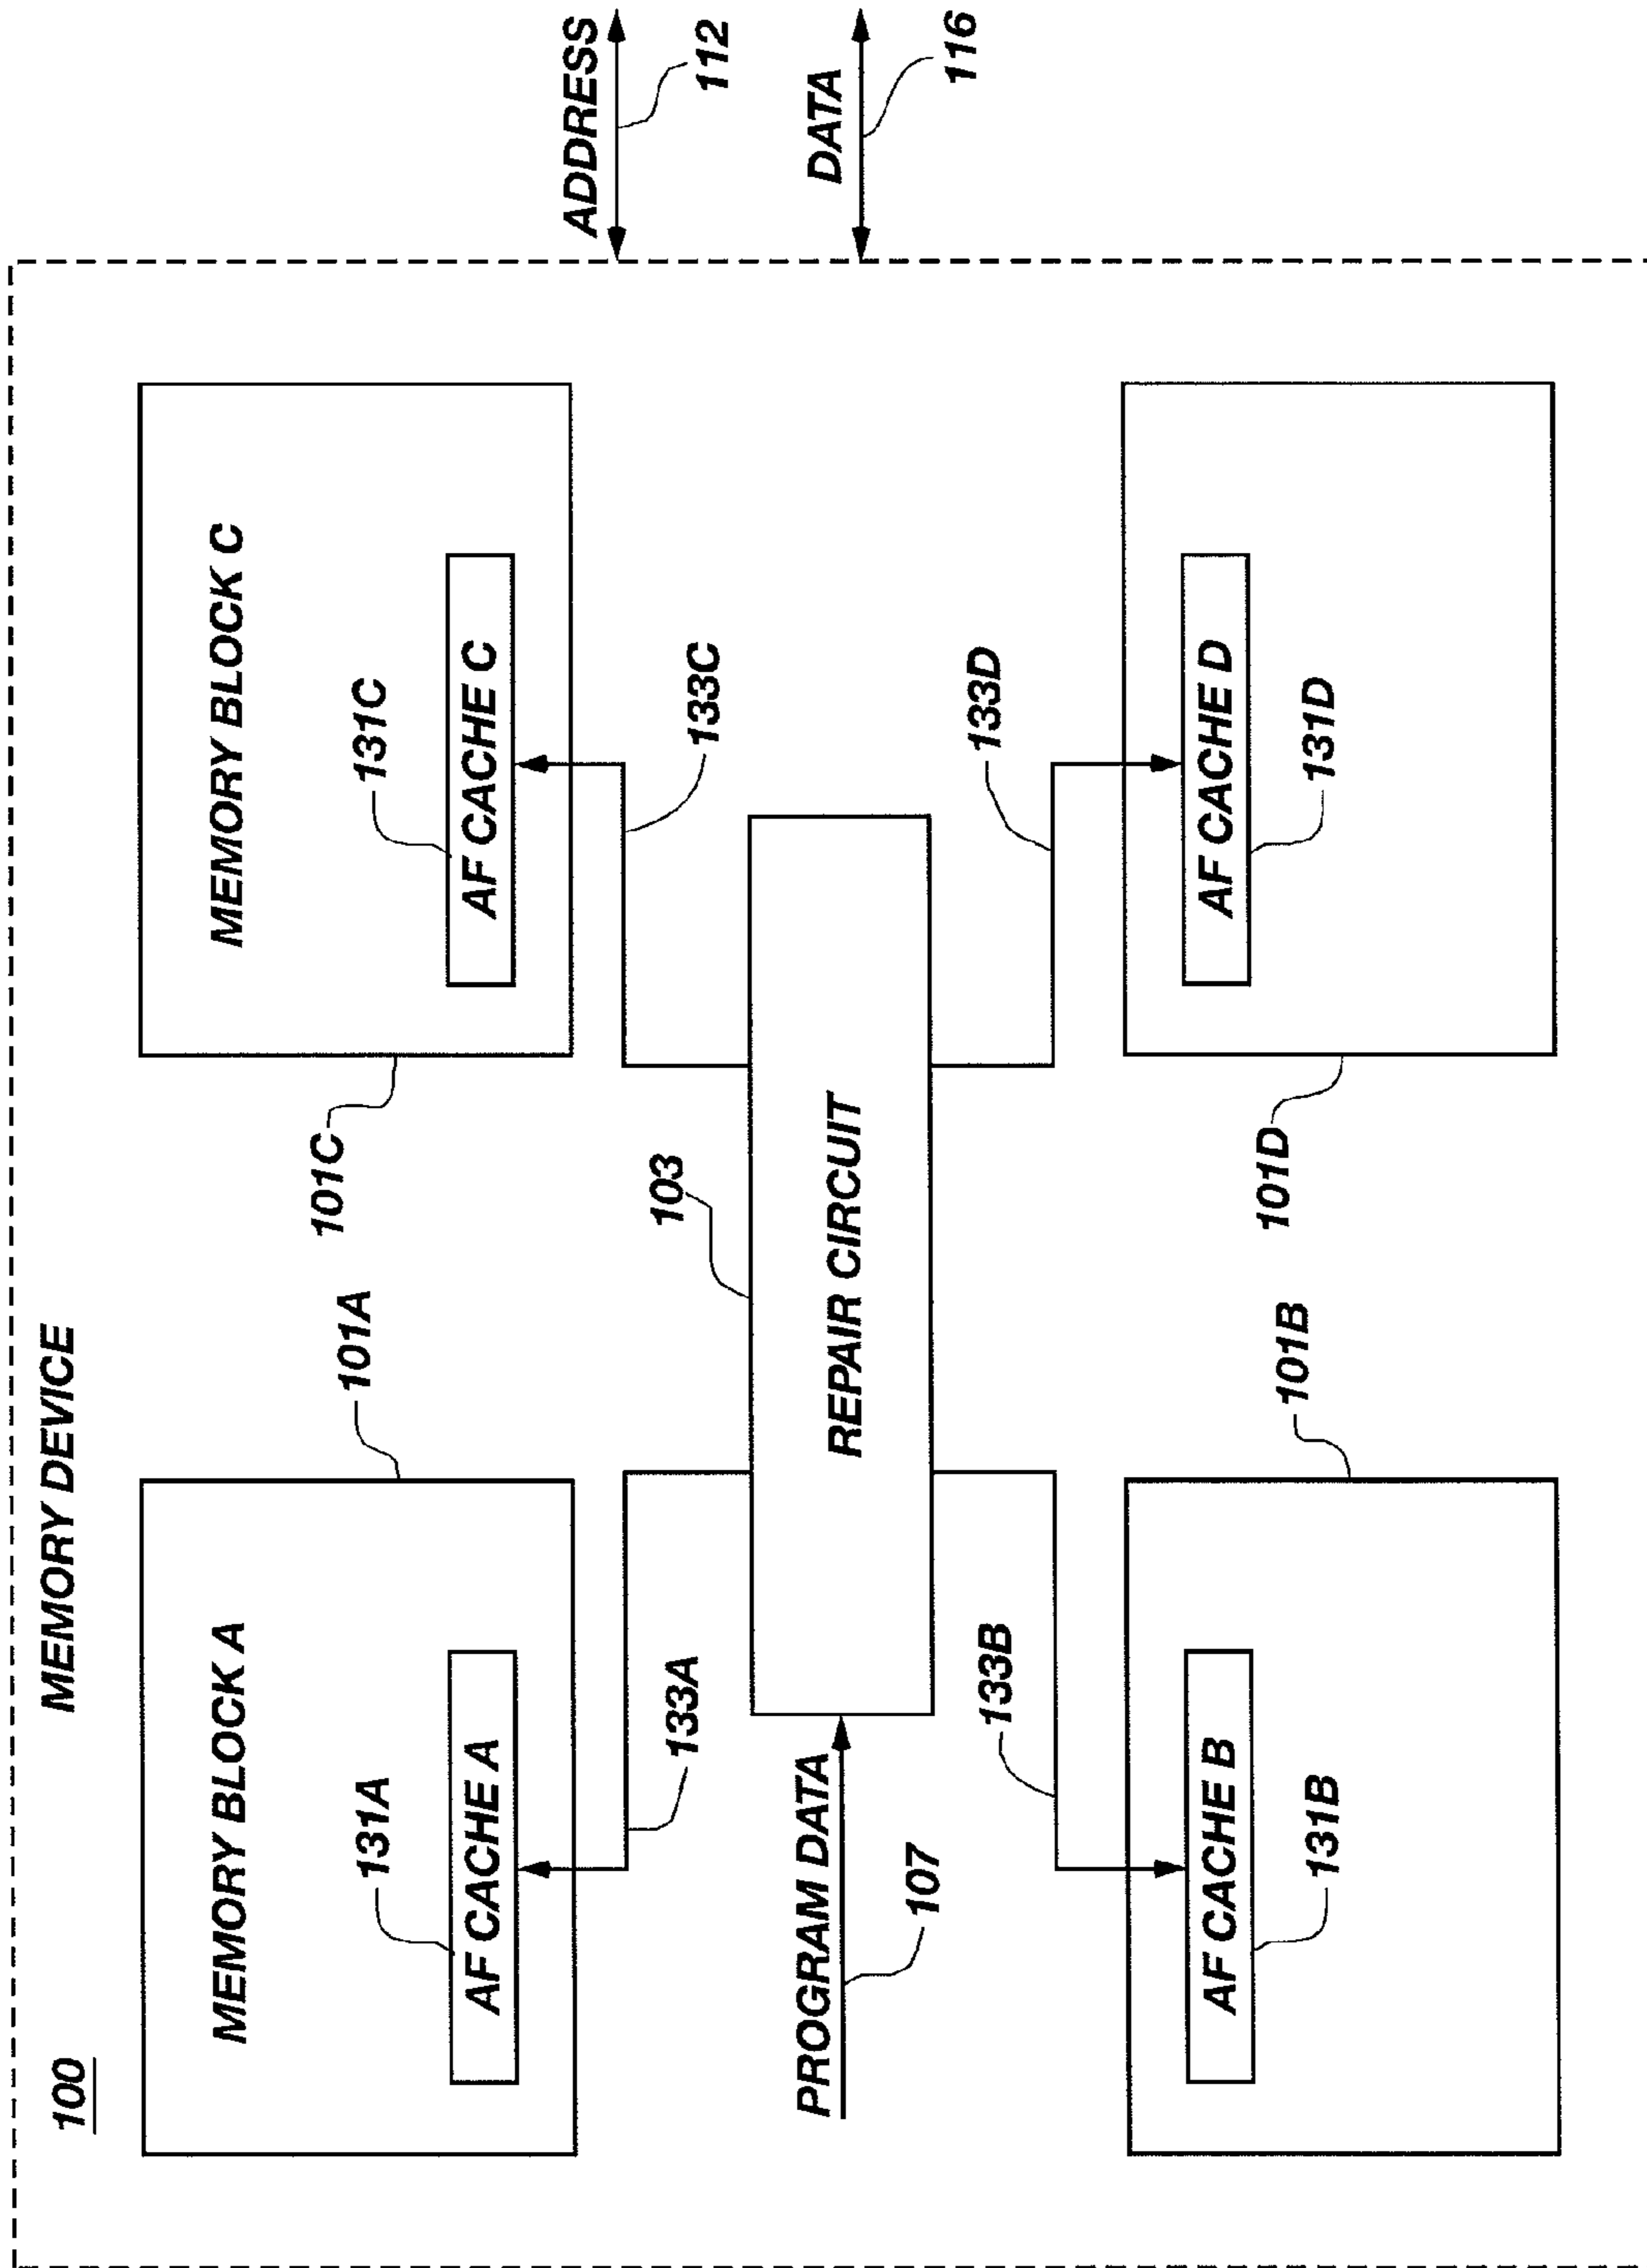 100
MEMORY DEVICE
MEMORY BLOCK A
131A
AF CACHE A
101A
133A
MEMORY BLOCK C
131C
AF CACHE C
101C
133C
ADDRESS
112
103
REPAIR CIRCUIT
PROGRAM DATA
107
DATA
116
133B
AF CACHE B
131B
101B
133D
AF CACHE D
131D
101D